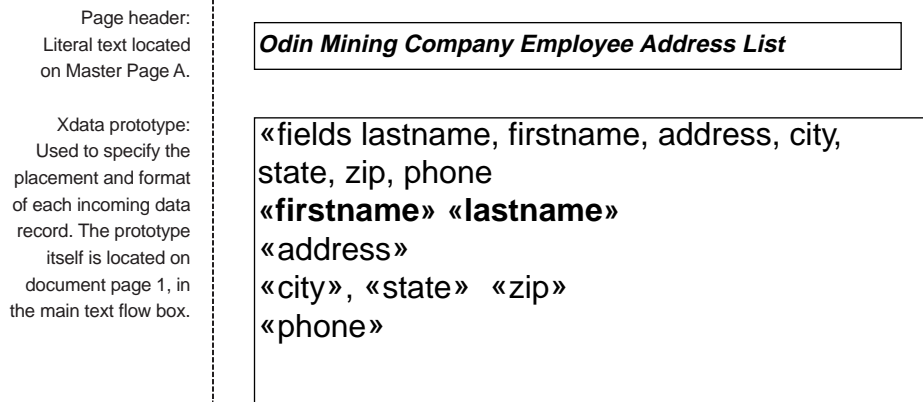 Page header:
Literal text located
on Master Page A.
Odin Mining Company Employee Address List
Xdata prototype:
Used to specify the
placement and format
of each incoming data
record. The prototype
itself is located on
document page 1, in
the main text flow box.
«fields lastname, firstname, address, city,
state, zip, phone
«firstname» «lastname»
«address»
«city», «state»  «zip»
«phone»